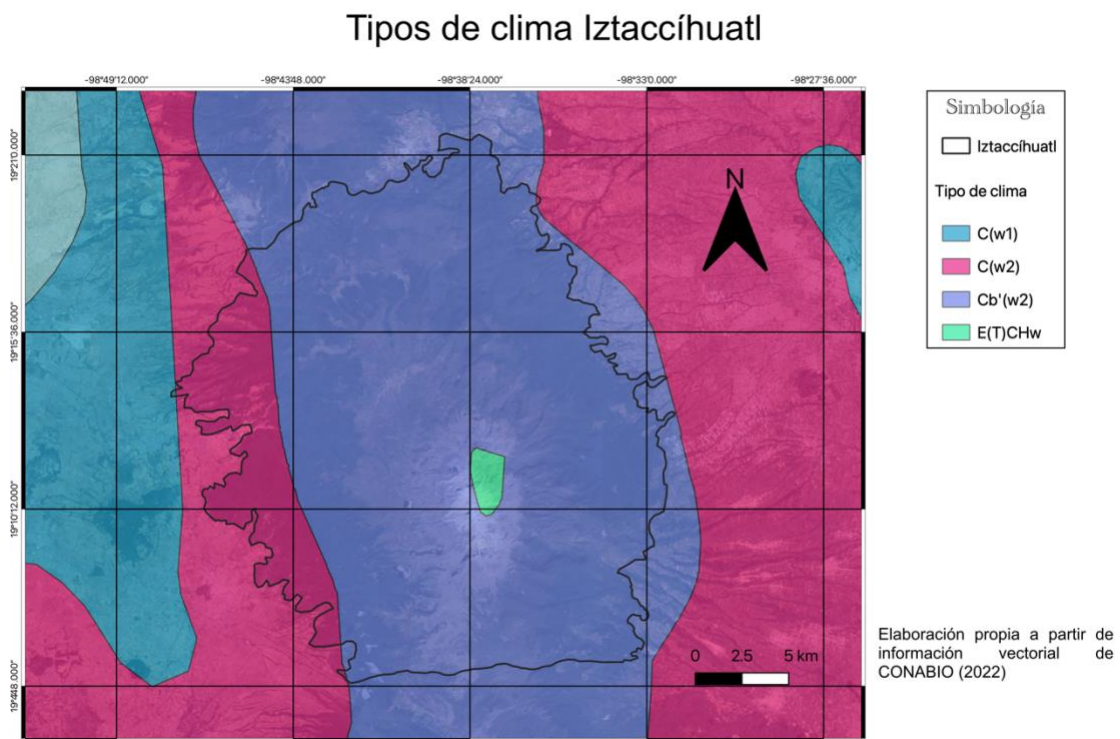 Tipos de clima Iztaccíhuatl
-98°49'12.000" -98°43'48.000" -98°38'24.000" -98°33'0.000" -98°27'36.000"
19°21'0.000"
19°15'36.000"
19°10'12.000"
19°4'48.000"
N
0 2.5 5 km
Simbología
Iztaccíhuatl
Tipo de clima
C(w1)
C(w2)
Cb'(w2)
E(T)CHw
Elaboración propia a partir de
información vectorial de
CONABIO (2022)